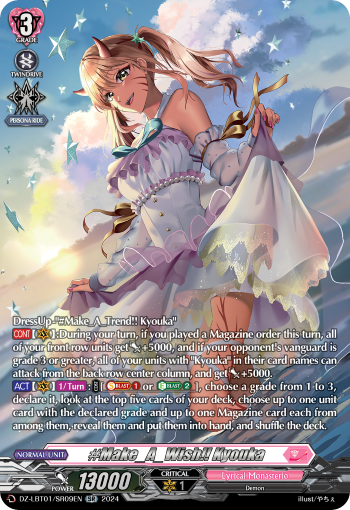 3
GRADE
TWINDRIVE
PERSONA RIDE
DressUp-"#Make_A_Trend!! Kyouka"
CONT :During your turn, if you played a Magazine order this turn, all
of your front row units get +5000, and if your opponent's vanguard is
grade 3 or greater, all of your units with "Kyouka" in their card names can
attack from the back row center column, and get +5000.
ACT 1/Turn : [ BLAST 1 or BLAST 2 ], choose a grade from 1 to 3,
declare it, look at the top five cards of your deck, choose up to one unit
card with the declared grade and up to one Magazine card each from
among them, reveal them and put them into hand, and shuffle the deck.
NORMAL UNIT
#Make_A_Wish!! Kyouka
Lyrical Monasterio
POWER 13000
CRITICAL
1
Demon
D DZ-LBT01/SR09EN SR 2024
illust/やちぇ